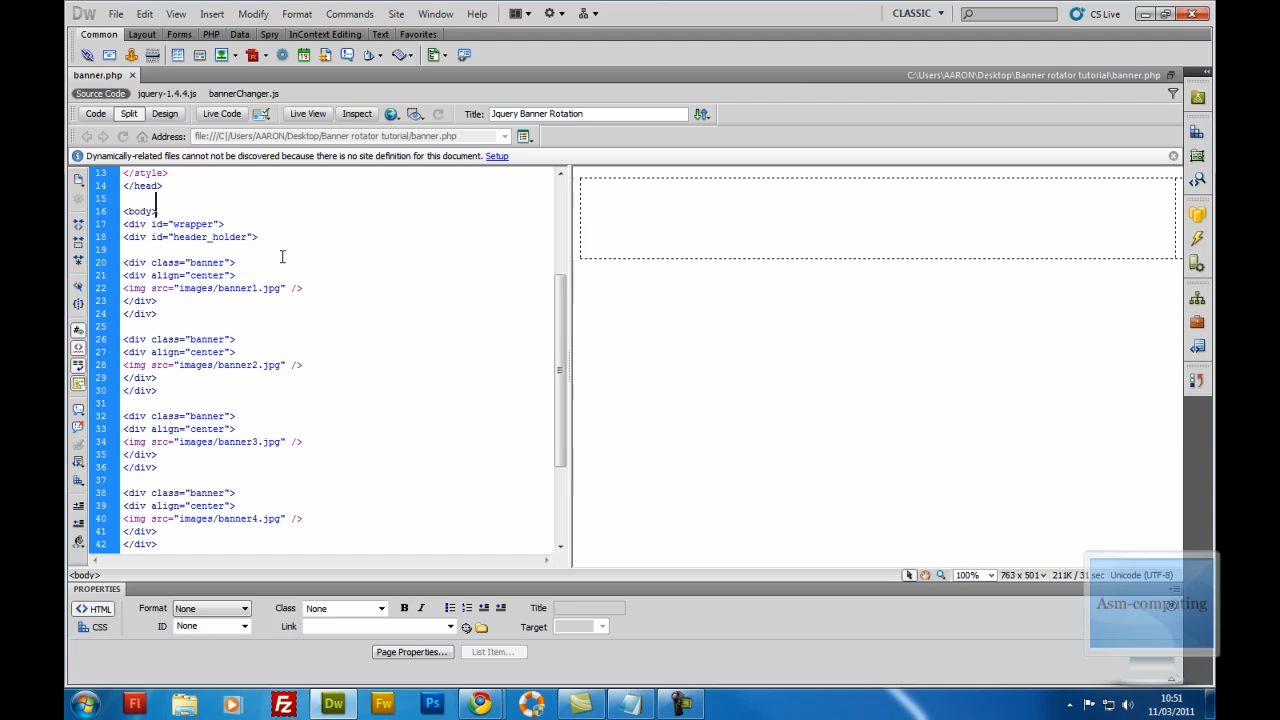 Dw File Edit View Insert Modify Format Commands Site Window Help CLASSIC CS Live
Common Layout Forms PHP Data Spry InContext Editing Text Favorites
banner.php C:\Users\AARON\Desktop\Banner rotator tutorial\banner.php
Source Code jquery-1.4.4.js bannerChanger.js
Code Split Design Live Code Live View Inspect Title: Jquery Banner Rotation
Address: file:///C|/Users/AARON/Desktop/Banner rotator tutorial/banner.php
Dynamically-related files cannot not be discovered because there is no site definition for this document. Setup
13 </style>
14 </head>
15
16 <body>
17 <div id="wrapper">
18 <div id="header_holder">
19
20 <div class="banner">
21 <div align="center">
22 <img src="images/banner1.jpg" />
23 </div>
24 </div>
25
26 <div class="banner">
27 <div align="center">
28 <img src="images/banner2.jpg" />
29 </div>
30 </div>
31
32 <div class="banner">
33 <div align="center">
34 <img src="images/banner3.jpg" />
35 </div>
36 </div>
37
38 <div class="banner">
39 <div align="center">
40 <img src="images/banner4.jpg" />
41 </div>
42 </div>
<body> 100% 763 x 501 211K / 31 sec Unicode (UTF-8)
PROPERTIES
<> HTML Format None Class None B I Title
CSS ID None Link Target
Page Properties... List Item...
Asm-computing
Fl Fz Dw Fw Ps 10:51
11/03/2011